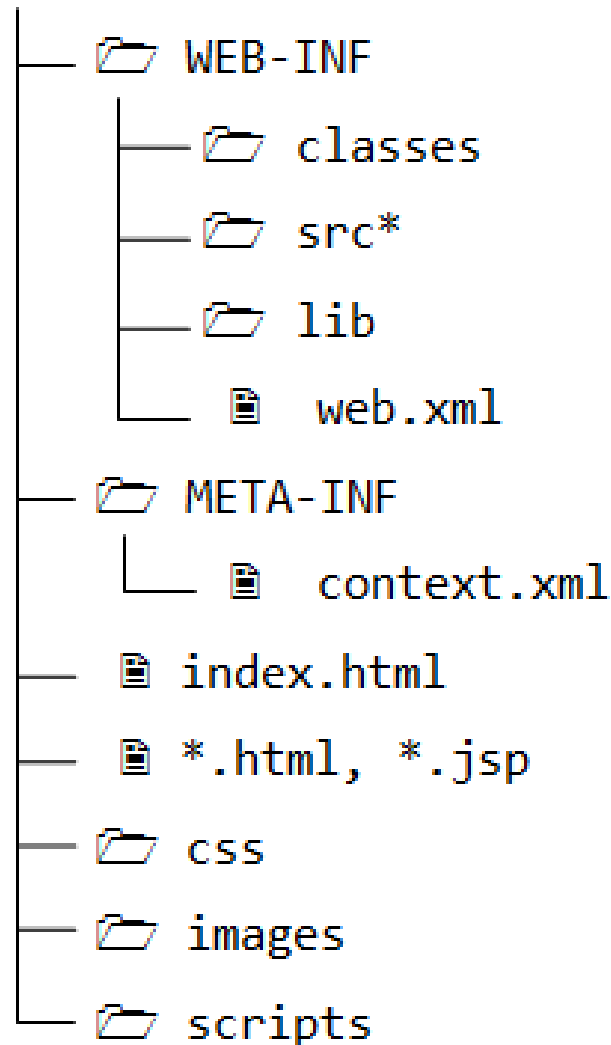 WEB-INF
classes
src*
lib
web.xml
META-INF
context.xml
index.html
*.html, *.jsp
css
images
scripts